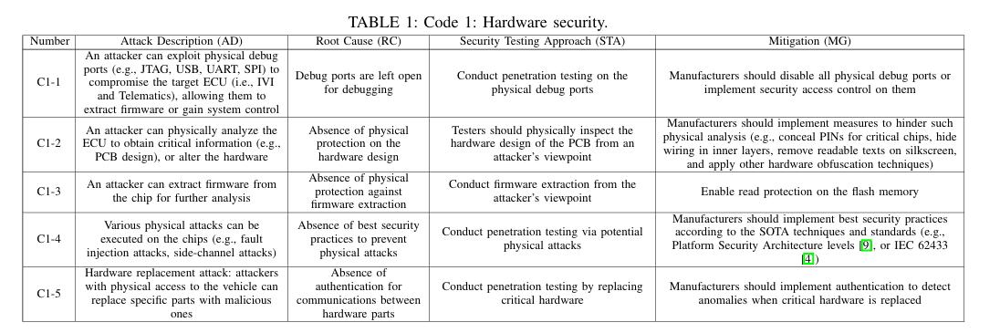 TABLE 1: Code 1: Hardware security.
Number Attack Description (AD) Root Cause (RC) Security Testing Approach (STA) Mitigation (MG)
C1-1
An attacker can exploit physical debug
ports (e.g., JTAG, USB, UART, SPI) to
compromise the target ECU (i.e., IVI
and Telematics), allowing them to
extract firmware or gain system control
Debug ports are left open
for debugging
Conduct penetration testing on the
physical debug ports
Manufacturers should disable all physical debug ports or
implement security access control on them
C1-2
An attacker can physically analyze the
ECU to obtain critical information (e.g.,
PCB design), or alter the hardware
Absence of physical
protection on the
hardware design
Testers should physically inspect the
hardware design of the PCB from an
attacker's viewpoint
Manufacturers should implement measures to hinder such
physical analysis (e.g., conceal PINs for critical chips, hide
wiring in inner layers, remove readable texts on silkscreen,
and apply other hardware obfuscation techniques)
C1-3
An attacker can extract firmware from
the chip for further analysis
Absence of physical
protection against
firmware extraction
Conduct firmware extraction from the
attacker's viewpoint
Enable read protection on the flash memory
C1-4
Various physical attacks can be
executed on the chips (e.g., fault
injection attacks, side-channel attacks)
Absence of best security
practices to prevent
physical attacks
Conduct penetration testing via potential
physical attacks
Manufacturers should implement best security practices
according to the SOTA techniques and standards (e.g.,
Platform Security Architecture levels [9], or IEC 62433
[4])
C1-5
Hardware replacement attack: attackers
with physical access to the vehicle can
replace specific parts with malicious
ones
Absence of
authentication for
communications between
hardware parts
Conduct penetration testing by replacing
critical hardware
Manufacturers should implement authentication to detect
anomalies when critical hardware is replaced